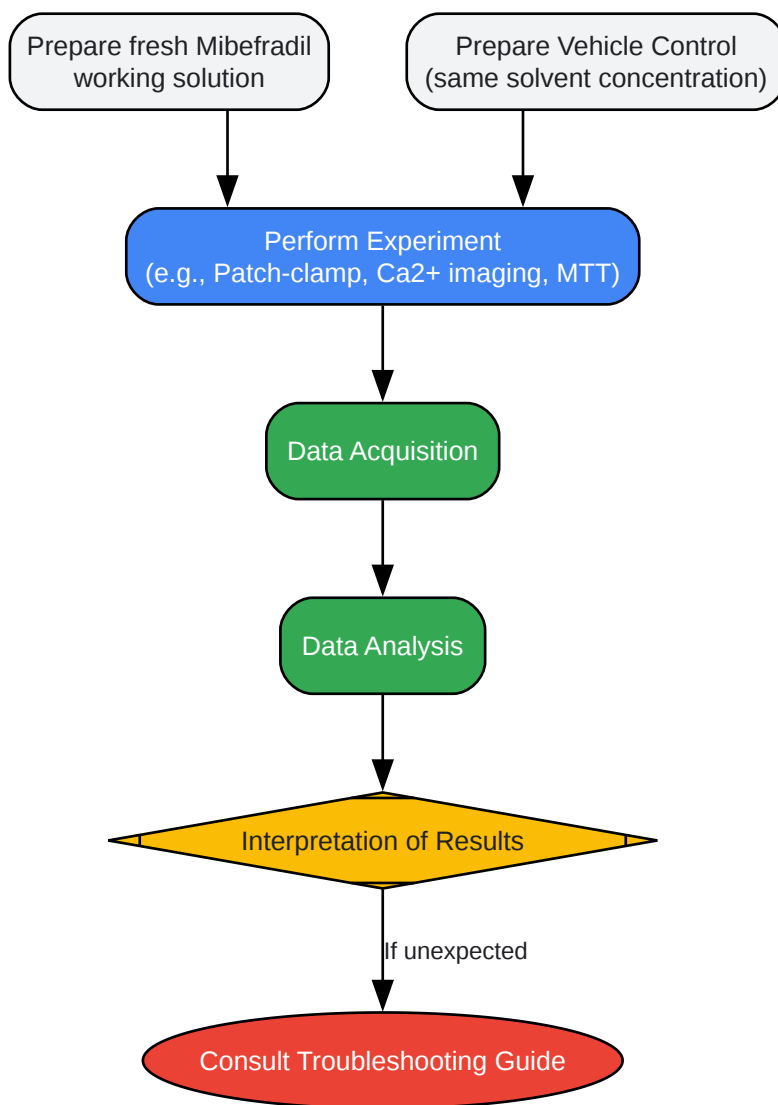 Prepare fresh Mibefradil
working solution
Prepare Vehicle Control
(same solvent concentration)
Perform Experiment
(e.g., Patch-clamp, Ca2+ imaging, MTT)
Data Acquisition
Data Analysis
Interpretation of Results
If unexpected
Consult Troubleshooting Guide